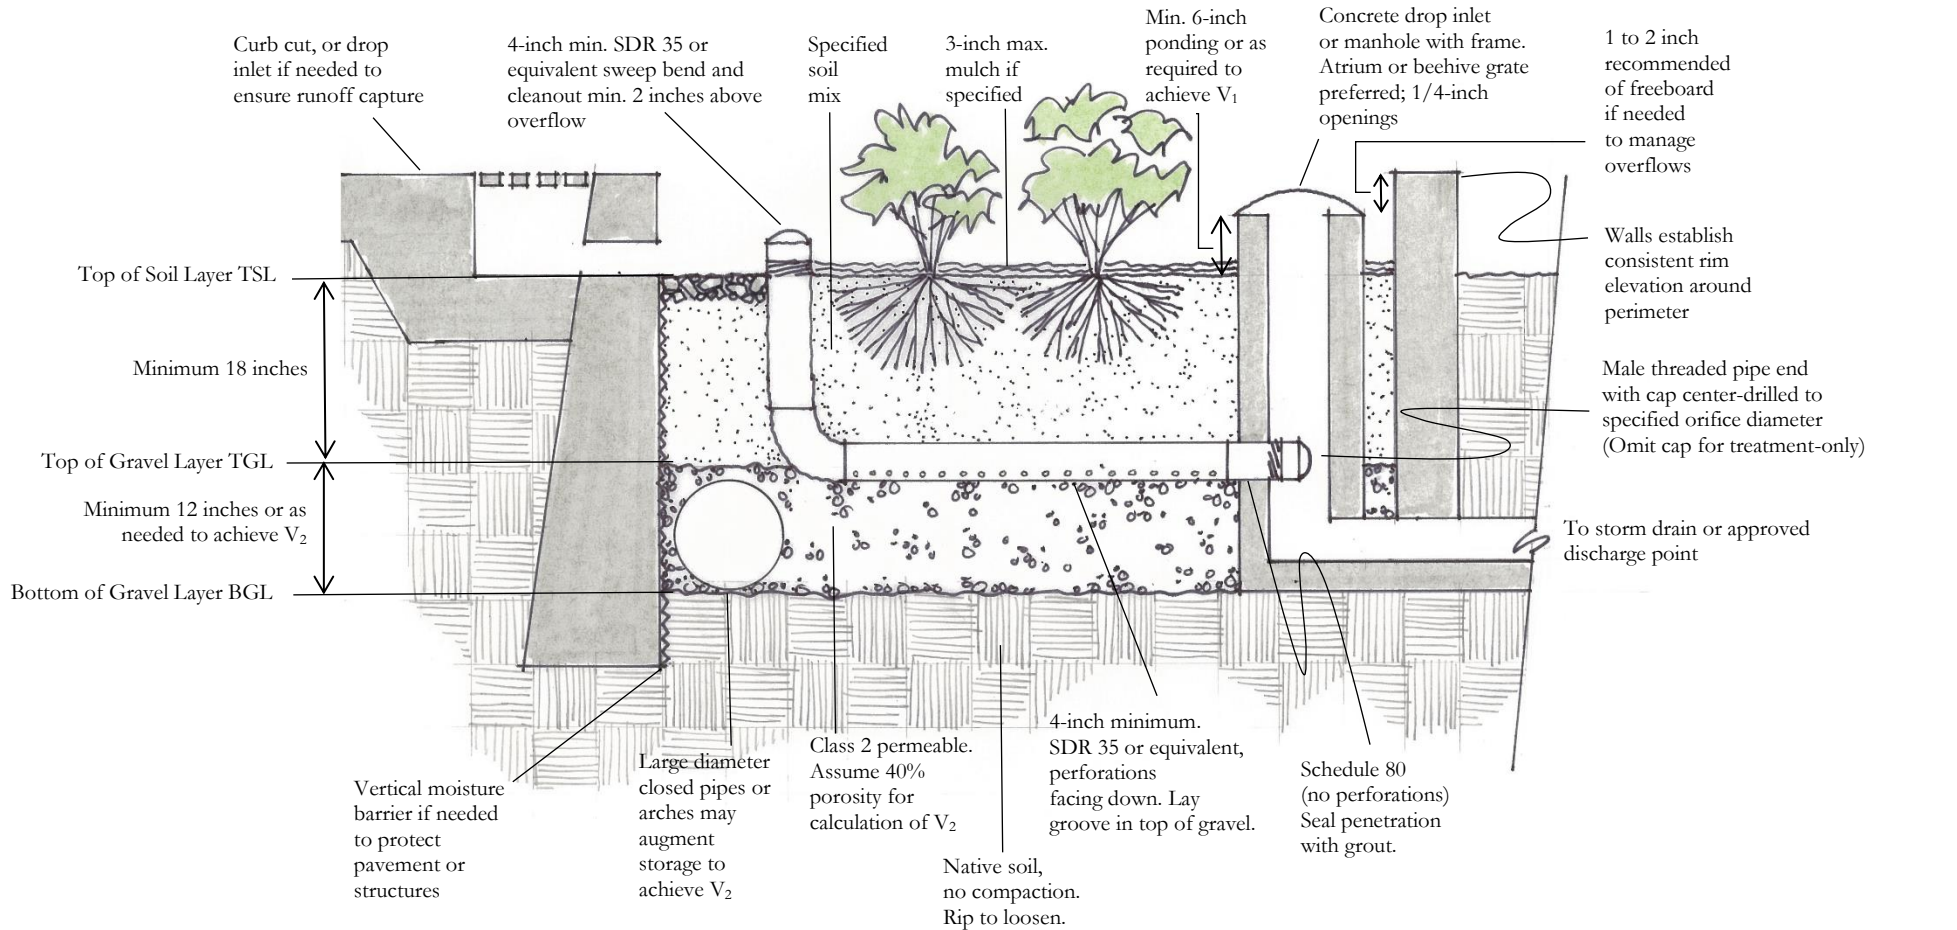 Curb cut, or drop
inlet if needed to
ensure runoff capture
4-inch min. SDR 35 or
equivalent sweep bend and
cleanout min. 2 inches above
overflow
Specified
soil
mix
3-inch max.
mulch if
specified
Min. 6-inch
ponding or as
required to
achieve V1
Concrete drop inlet
or manhole with frame.
Atrium or beehive grate
preferred; 1/4-inch
openings
1 to 2 inch
recommended
of freeboard
if needed
to manage
overflows
Walls establish
consistent rim
elevation around
perimeter
Male threaded pipe end
with cap center-drilled to
specified orifice diameter
(Omit cap for treatment-only)
To storm drain or approved
discharge point
Top of Soil Layer TSL
Minimum 18 inches
Top of Gravel Layer TGL
Minimum 12 inches or as
needed to achieve V2
Bottom of Gravel Layer BGL
Vertical moisture
barrier if needed
to protect
pavement or
structures
Large diameter
closed pipes or
arches may
augment
storage to
achieve V2
Class 2 permeable.
Assume 40%
porosity for
calculation of V2
Native soil,
no compaction.
Rip to loosen.
4-inch minimum.
SDR 35 or equivalent,
perforations
facing down. Lay
groove in top of gravel.
Schedule 80
(no perforations)
Seal penetration
with grout.